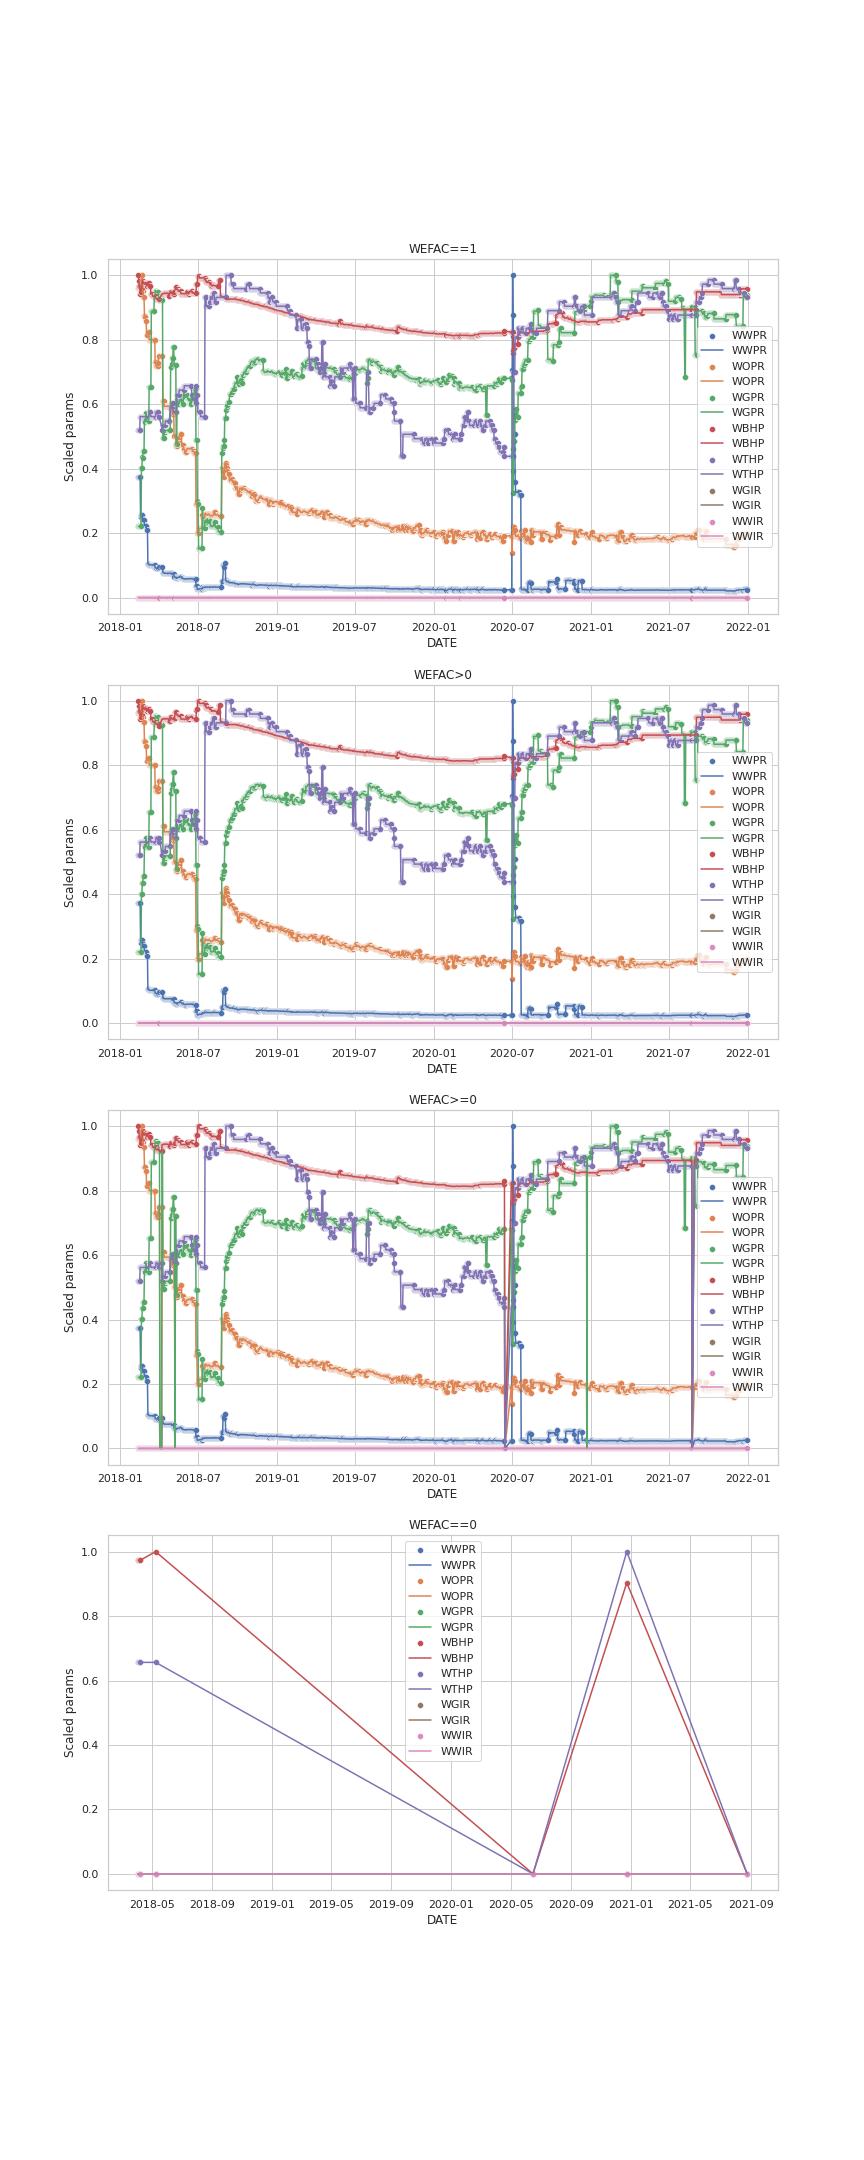 WEFAC==1
1.0
0.8
0.6
0.4
0.2
0.0
Scaled params
WWPR
WWPR
WOPR
WOPR
WGPR
WGPR
WBHP
WBHP
WTHP
WTHP
WGIR
WGIR
WWIR
WWIR
2018-01 2018-07 2019-01 2019-07 2020-01 2020-07 2021-01 2021-07 2022-01
DATE
WEFAC>0
1.0
0.8
0.6
0.4
0.2
0.0
Scaled params
WWPR
WWPR
WOPR
WOPR
WGPR
WGPR
WBHP
WBHP
WTHP
WTHP
WGIR
WGIR
WWIR
WWIR
2018-01 2018-07 2019-01 2019-07 2020-01 2020-07 2021-01 2021-07 2022-01
DATE
WEFAC>=0
1.0
0.8
0.6
0.4
0.2
0.0
Scaled params
WWPR
WWPR
WOPR
WOPR
WGPR
WGPR
WBHP
WBHP
WTHP
WTHP
WGIR
WGIR
WWIR
WWIR
2018-01 2018-07 2019-01 2019-07 2020-01 2020-07 2021-01 2021-07 2022-01
DATE
WEFAC==0
1.0
0.8
0.6
0.4
0.2
0.0
Scaled params
WWPR
WWPR
WOPR
WOPR
WGPR
WGPR
WBHP
WBHP
WTHP
WTHP
WGIR
WGIR
WWIR
WWIR
2018-05 2018-09 2019-01 2019-05 2019-09 2020-01 2020-05 2020-09 2021-01 2021-05 2021-09
DATE